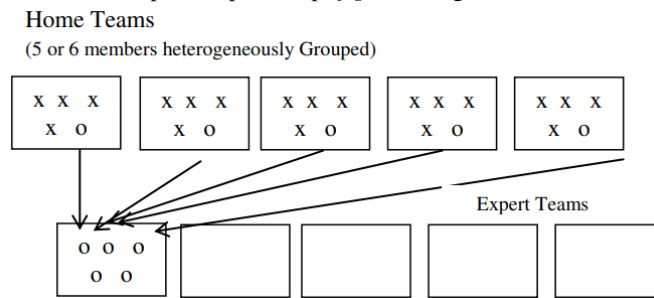 Home Teams
(5 or 6 members heterogeneously Grouped)
x x x x x x x x x x x x x x x
x o x o x o x o x o
Expert Teams
o o o
o o